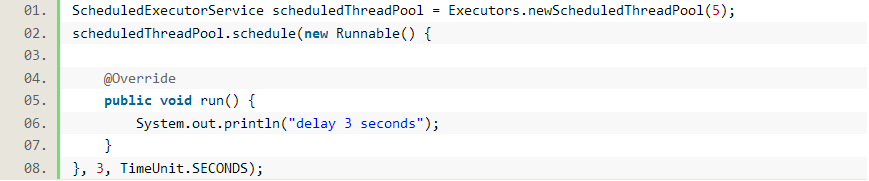 01. ScheduledExecutorService scheduledThreadPool = Executors.newScheduledThreadPool(5);
02. scheduledThreadPool.schedule(new Runnable() {
03.
04.     @Override
05.     public void run() {
06.         System.out.println("delay 3 seconds");
07.     }
08. }, 3, TimeUnit.SECONDS);